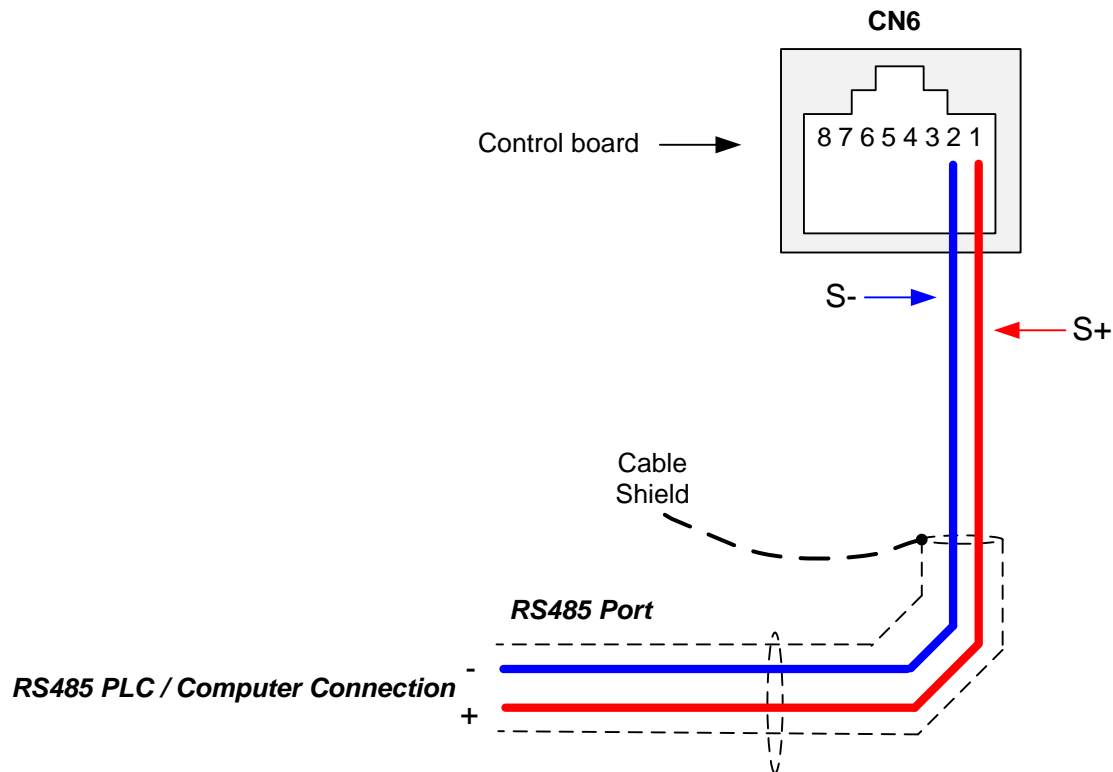 CN6
Control board
8 7 6 5 4 3 2 1
S-
S+
Cable
Shield
RS485 Port
-
RS485 PLC / Computer Connection
+